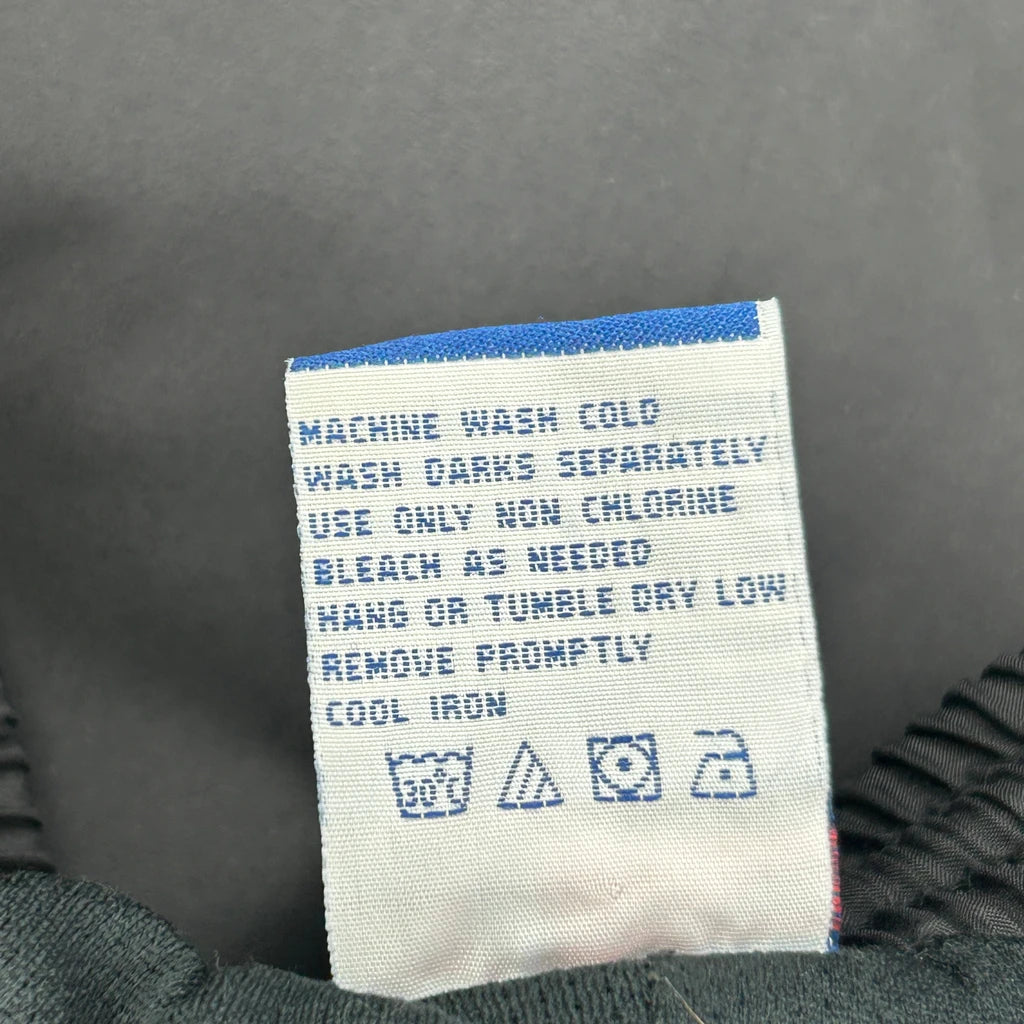 MACHINE WASH COLD
WASH DARKS SEPARATELY
USE ONLY NON CHLORINE
BLEACH AS NEEDED
HANG OR TUMBLE DRY LOW
REMOVE PROMPTLY
COOL IRON
30°C